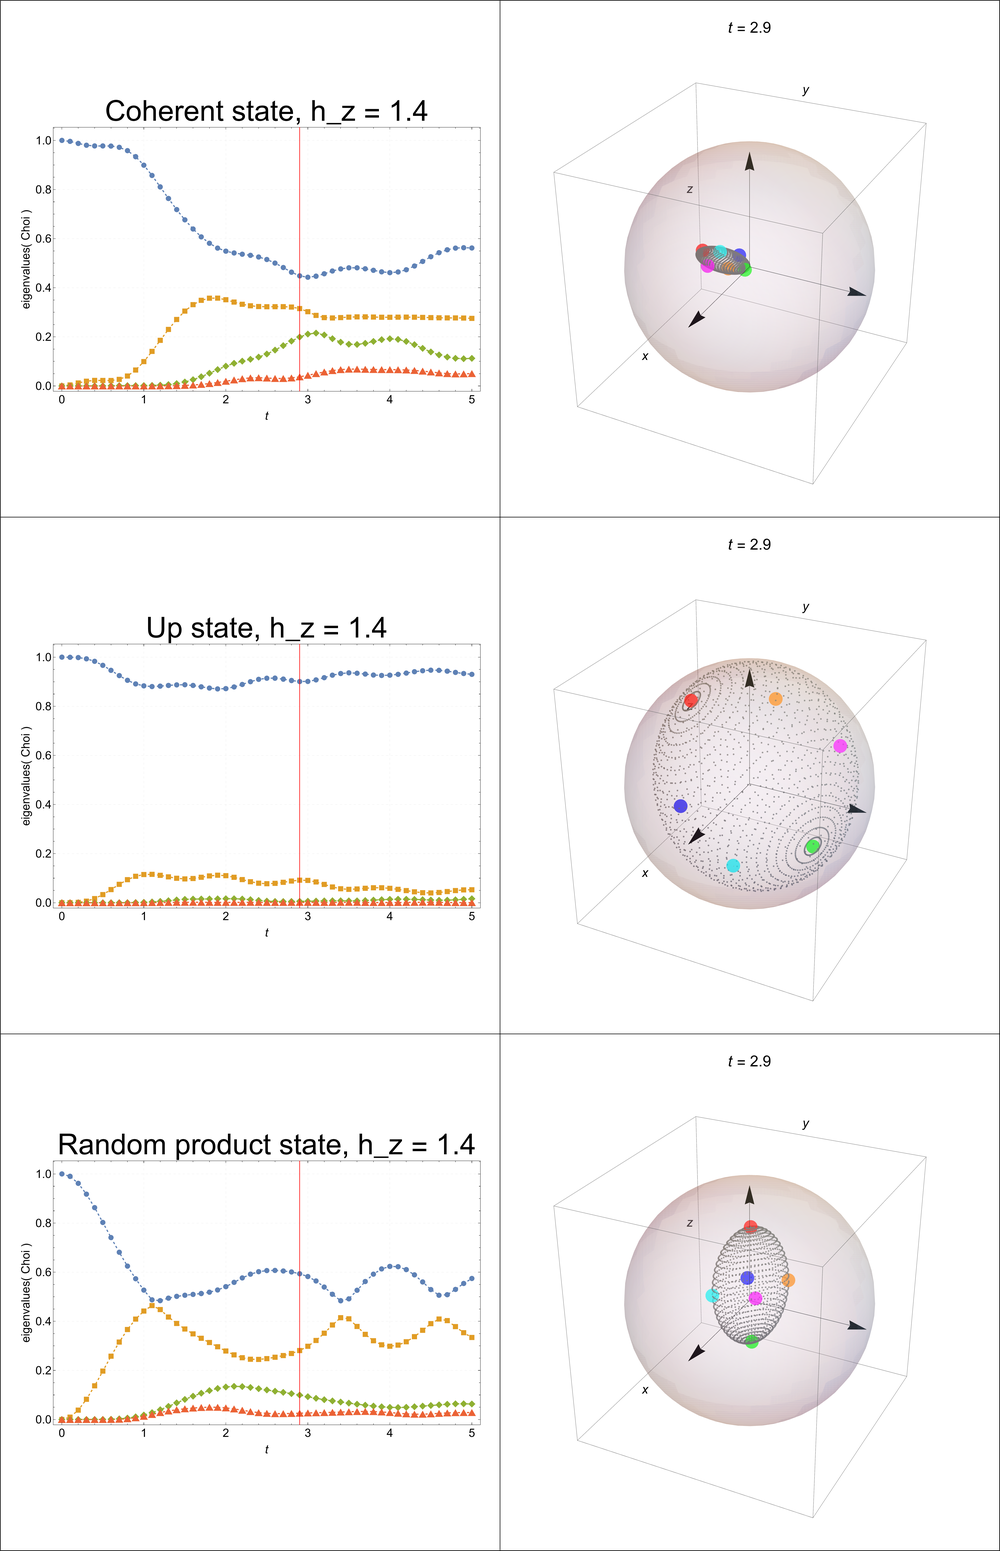 t = 2.9
y
Coherent state, h_z = 1.4
1.0
0.8
0.6
0.4
0.2
0.0
eigenvalues( Choi )
0 1 2 3 4 5
t
z
x
t = 2.9
y
Up state, h_z = 1.4
1.0
0.8
0.6
0.4
0.2
0.0
eigenvalues( Choi )
0 1 2 3 4 5
t
x
t = 2.9
y
Random product state, h_z = 1.4
1.0
0.8
0.6
0.4
0.2
0.0
eigenvalues( Choi )
0 1 2 3 4 5
t
z
x